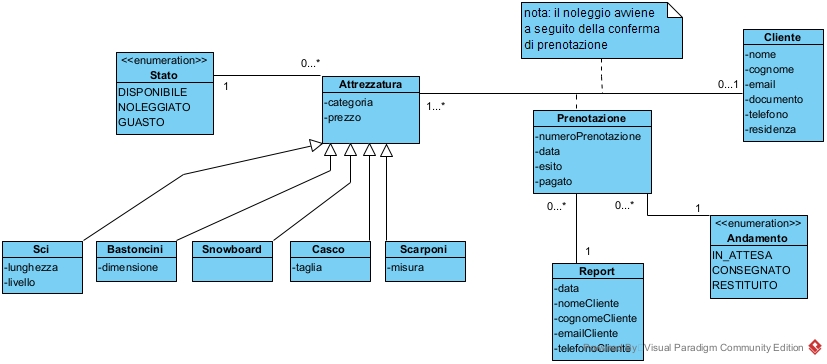 nota: il noleggio avviene
a seguito della conferma
di prenotazione
Cliente
-nome
-cognome
-email
-documento
-telefono
-residenza
<<enumeration>>
Stato
DISPONIBILE
NOLEGGIATO
GUASTO
0...*
1
Attrezzatura
-categoria
-prezzo
1...*
0...1
Prenotazione
-numeroPrenotazione
-data
-esito
-pagato
0...*
0...*
1
1
<<enumeration>>
Andamento
IN_ATTESA
CONSEGNATO
RESTITUITO
Sci
-lunghezza
-livello
Bastoncini
-dimensione
Snowboard
Casco
-taglia
Scarponi
-misura
Report
-data
-nomeCliente
-cognomeCliente
-emailCliente
-telefonoCliente
Visual Paradigm Community Edition